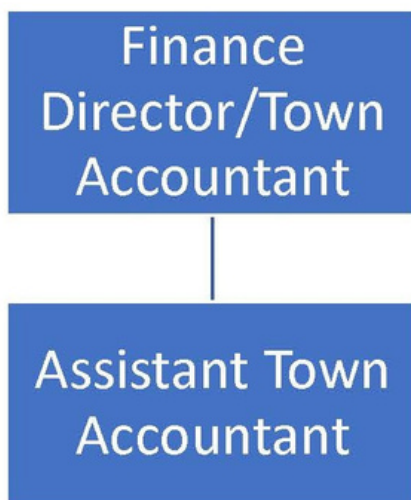 Finance
Director/Town
Accountant
Assistant Town
Accountant